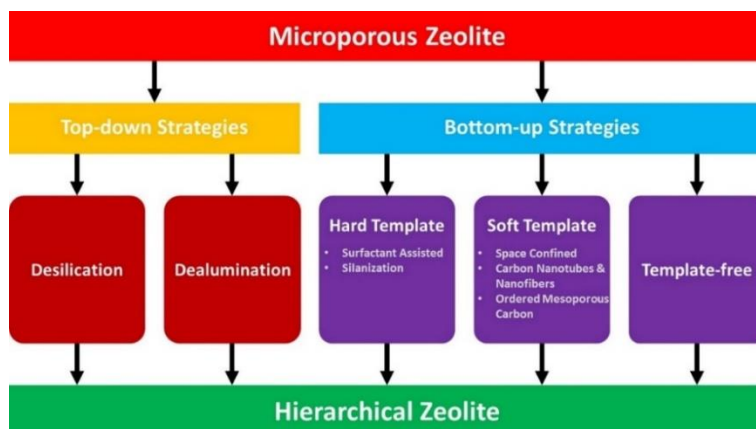 Microporous Zeolite
Top-down Strategies
Bottom-up Strategies
Desilication
Dealumination
Hard Template
• Surfactant Assisted
• Silanization
Soft Template
• Space Confined
• Carbon Nanotubes &
Nanofibers
• Ordered Mesoporous
Carbon
Template-free
Hierarchical Zeolite